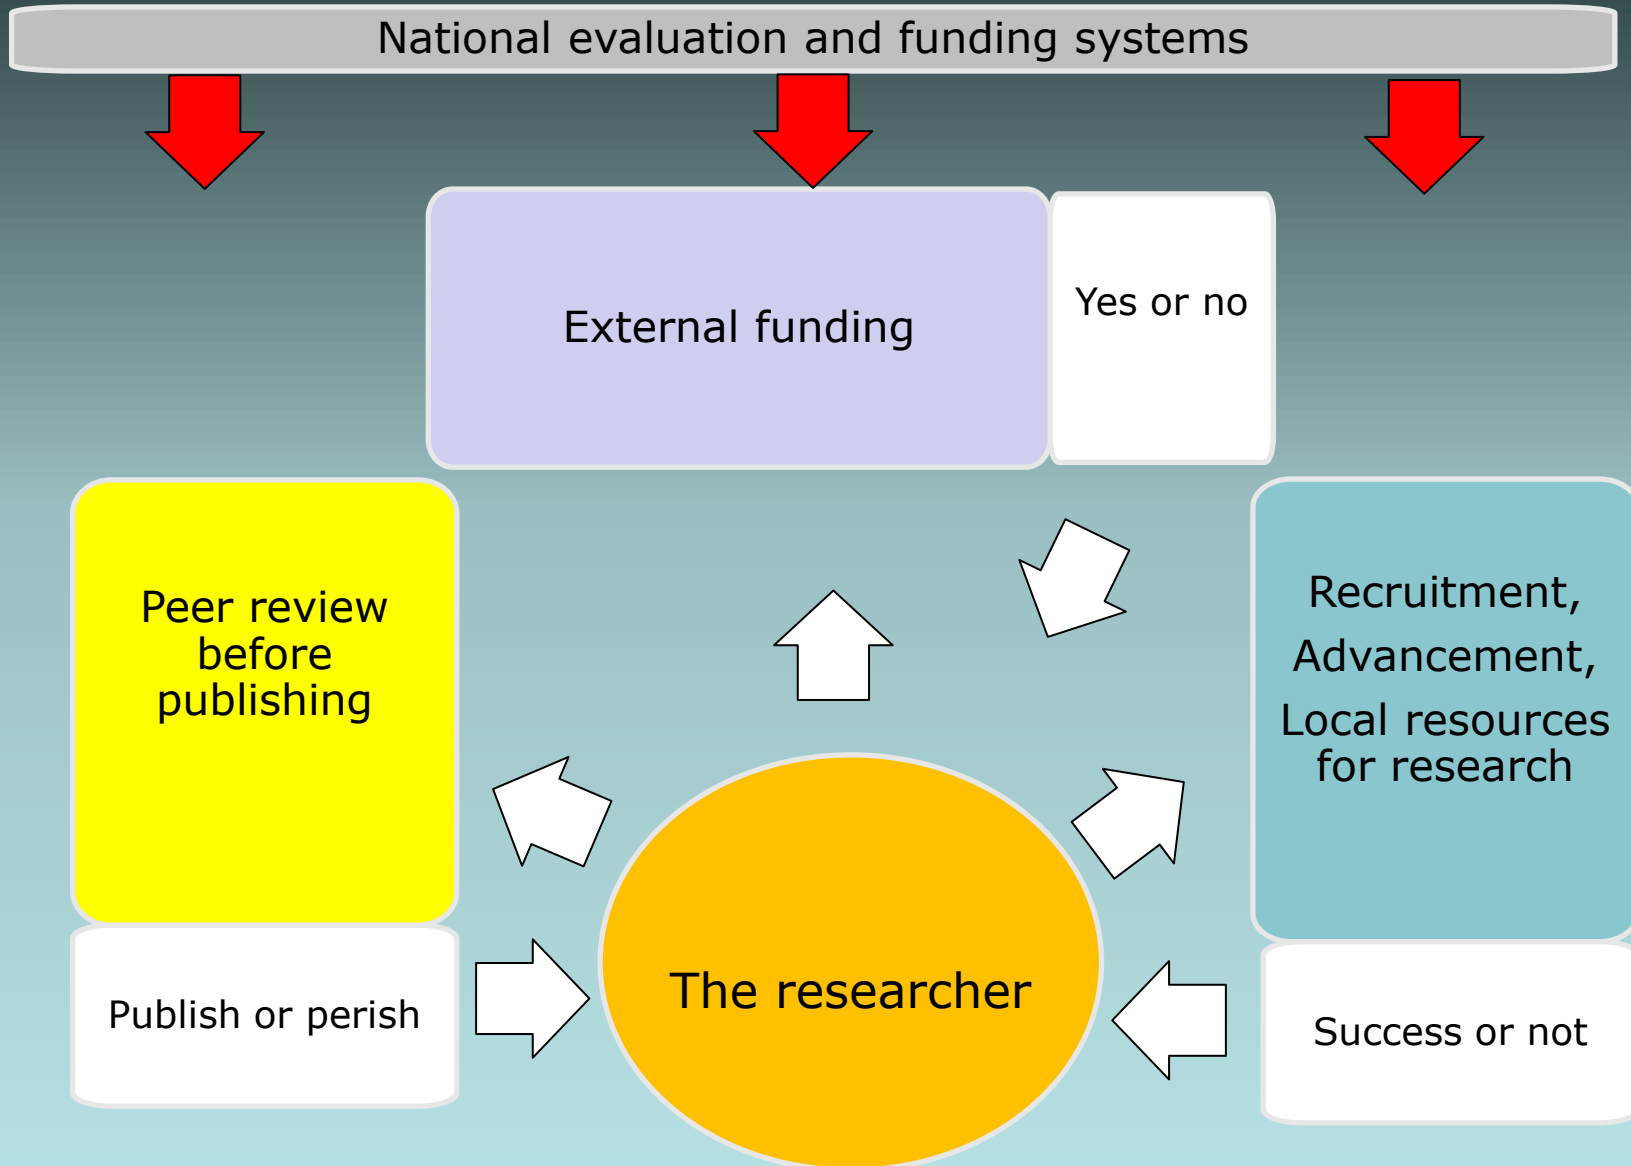 National evaluation and funding systems
External funding
Yes or no
Peer review
before
publishing
Recruitment,
Advancement,
Local resources
for research
The researcher
Publish or perish
Success or not